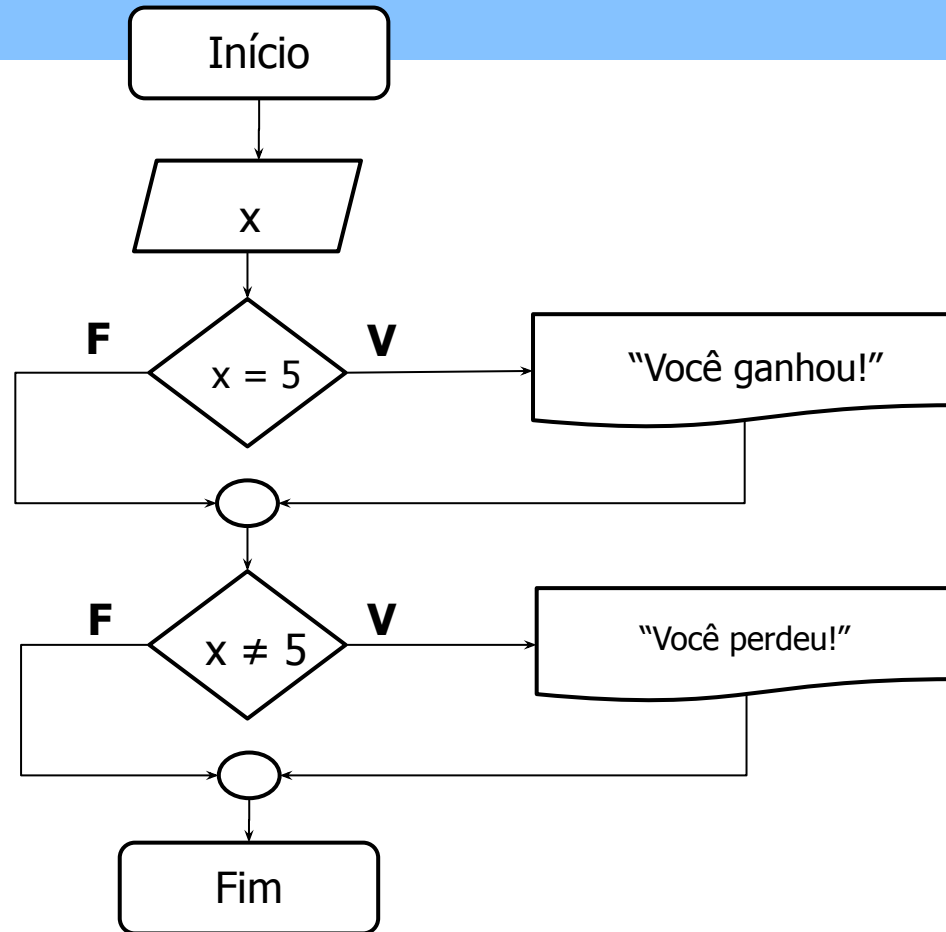 Início
x
F
V
x = 5
“Você ganhou!”
F
V
x ≠ 5
“Você perdeu!”
Fim